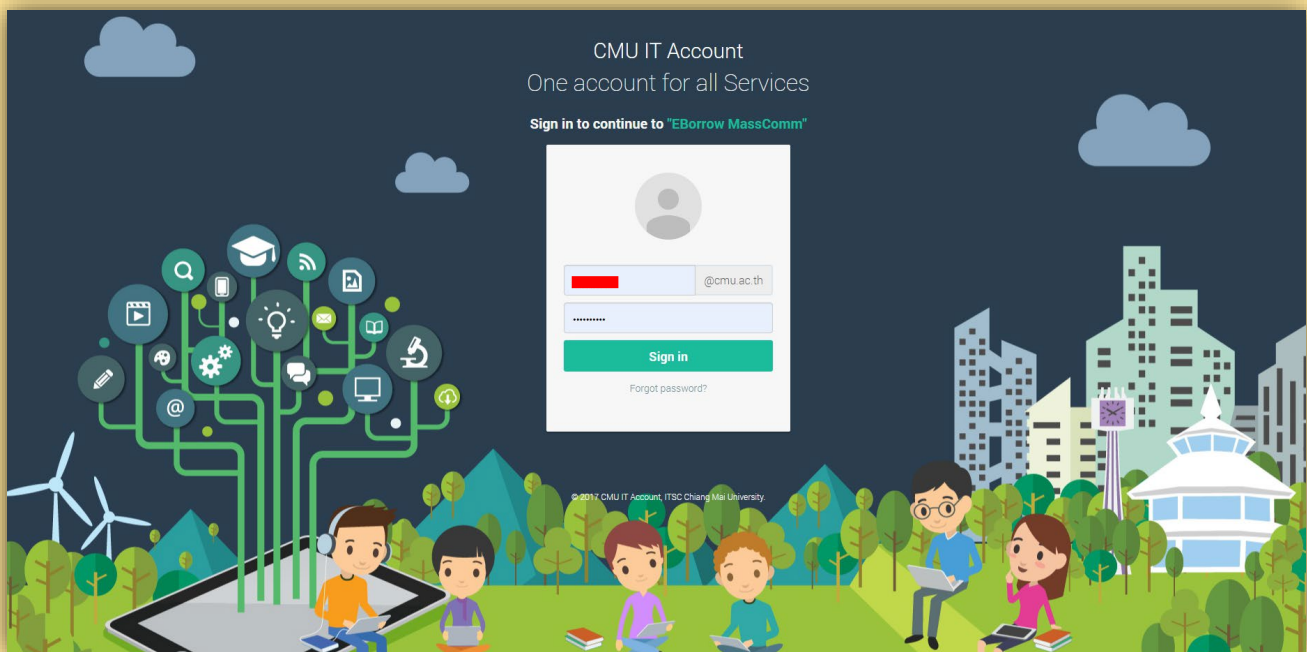 CMU IT Account
One account for all Services
Sign in to continue to "EBorrow MassComm"
@cmu.ac.th
Sign in
Forgot password?
© 2017 CMU IT Account, ITSC Chiang Mai University.
@